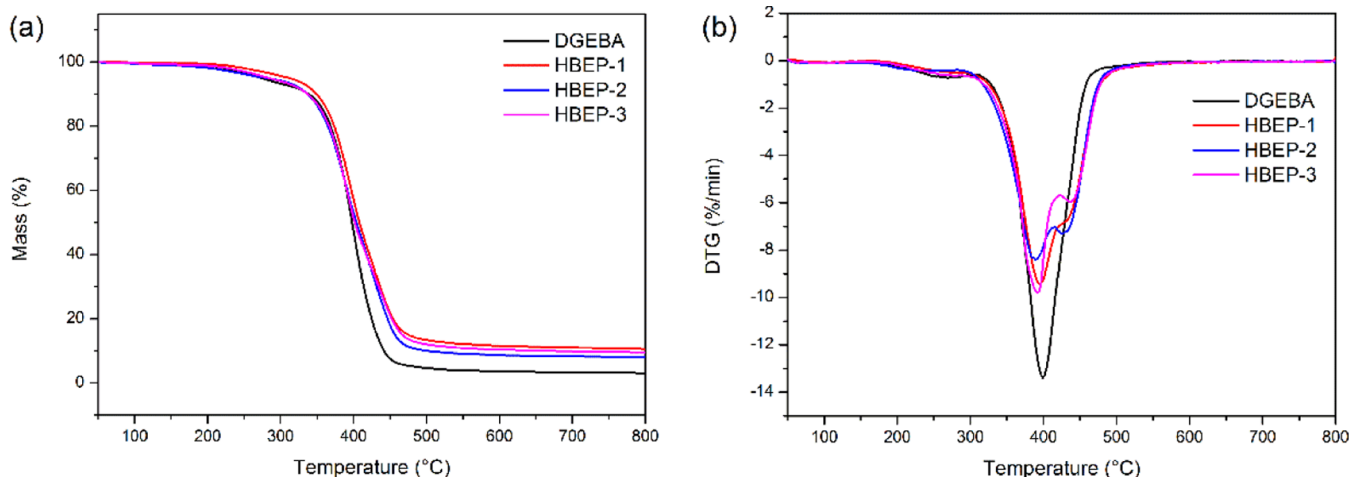 (a)
DGEBA
HBEP-1
HBEP-2
HBEP-3
100
80
60
40
20
0
Mass (%)
100 200 300 400 500 600 700 800
Temperature (°C)
(b)
DGEBA
HBEP-1
HBEP-2
HBEP-3
2
0
-2
-4
-6
-8
-10
-12
-14
DTG (%/min)
100 200 300 400 500 600 700 800
Temperature (°C)